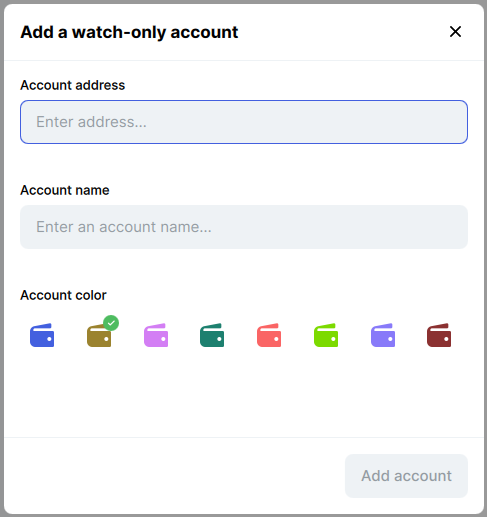 Add a watch-only account
Account address
Enter address...
Account name
Enter an account name...
Account color
Add account